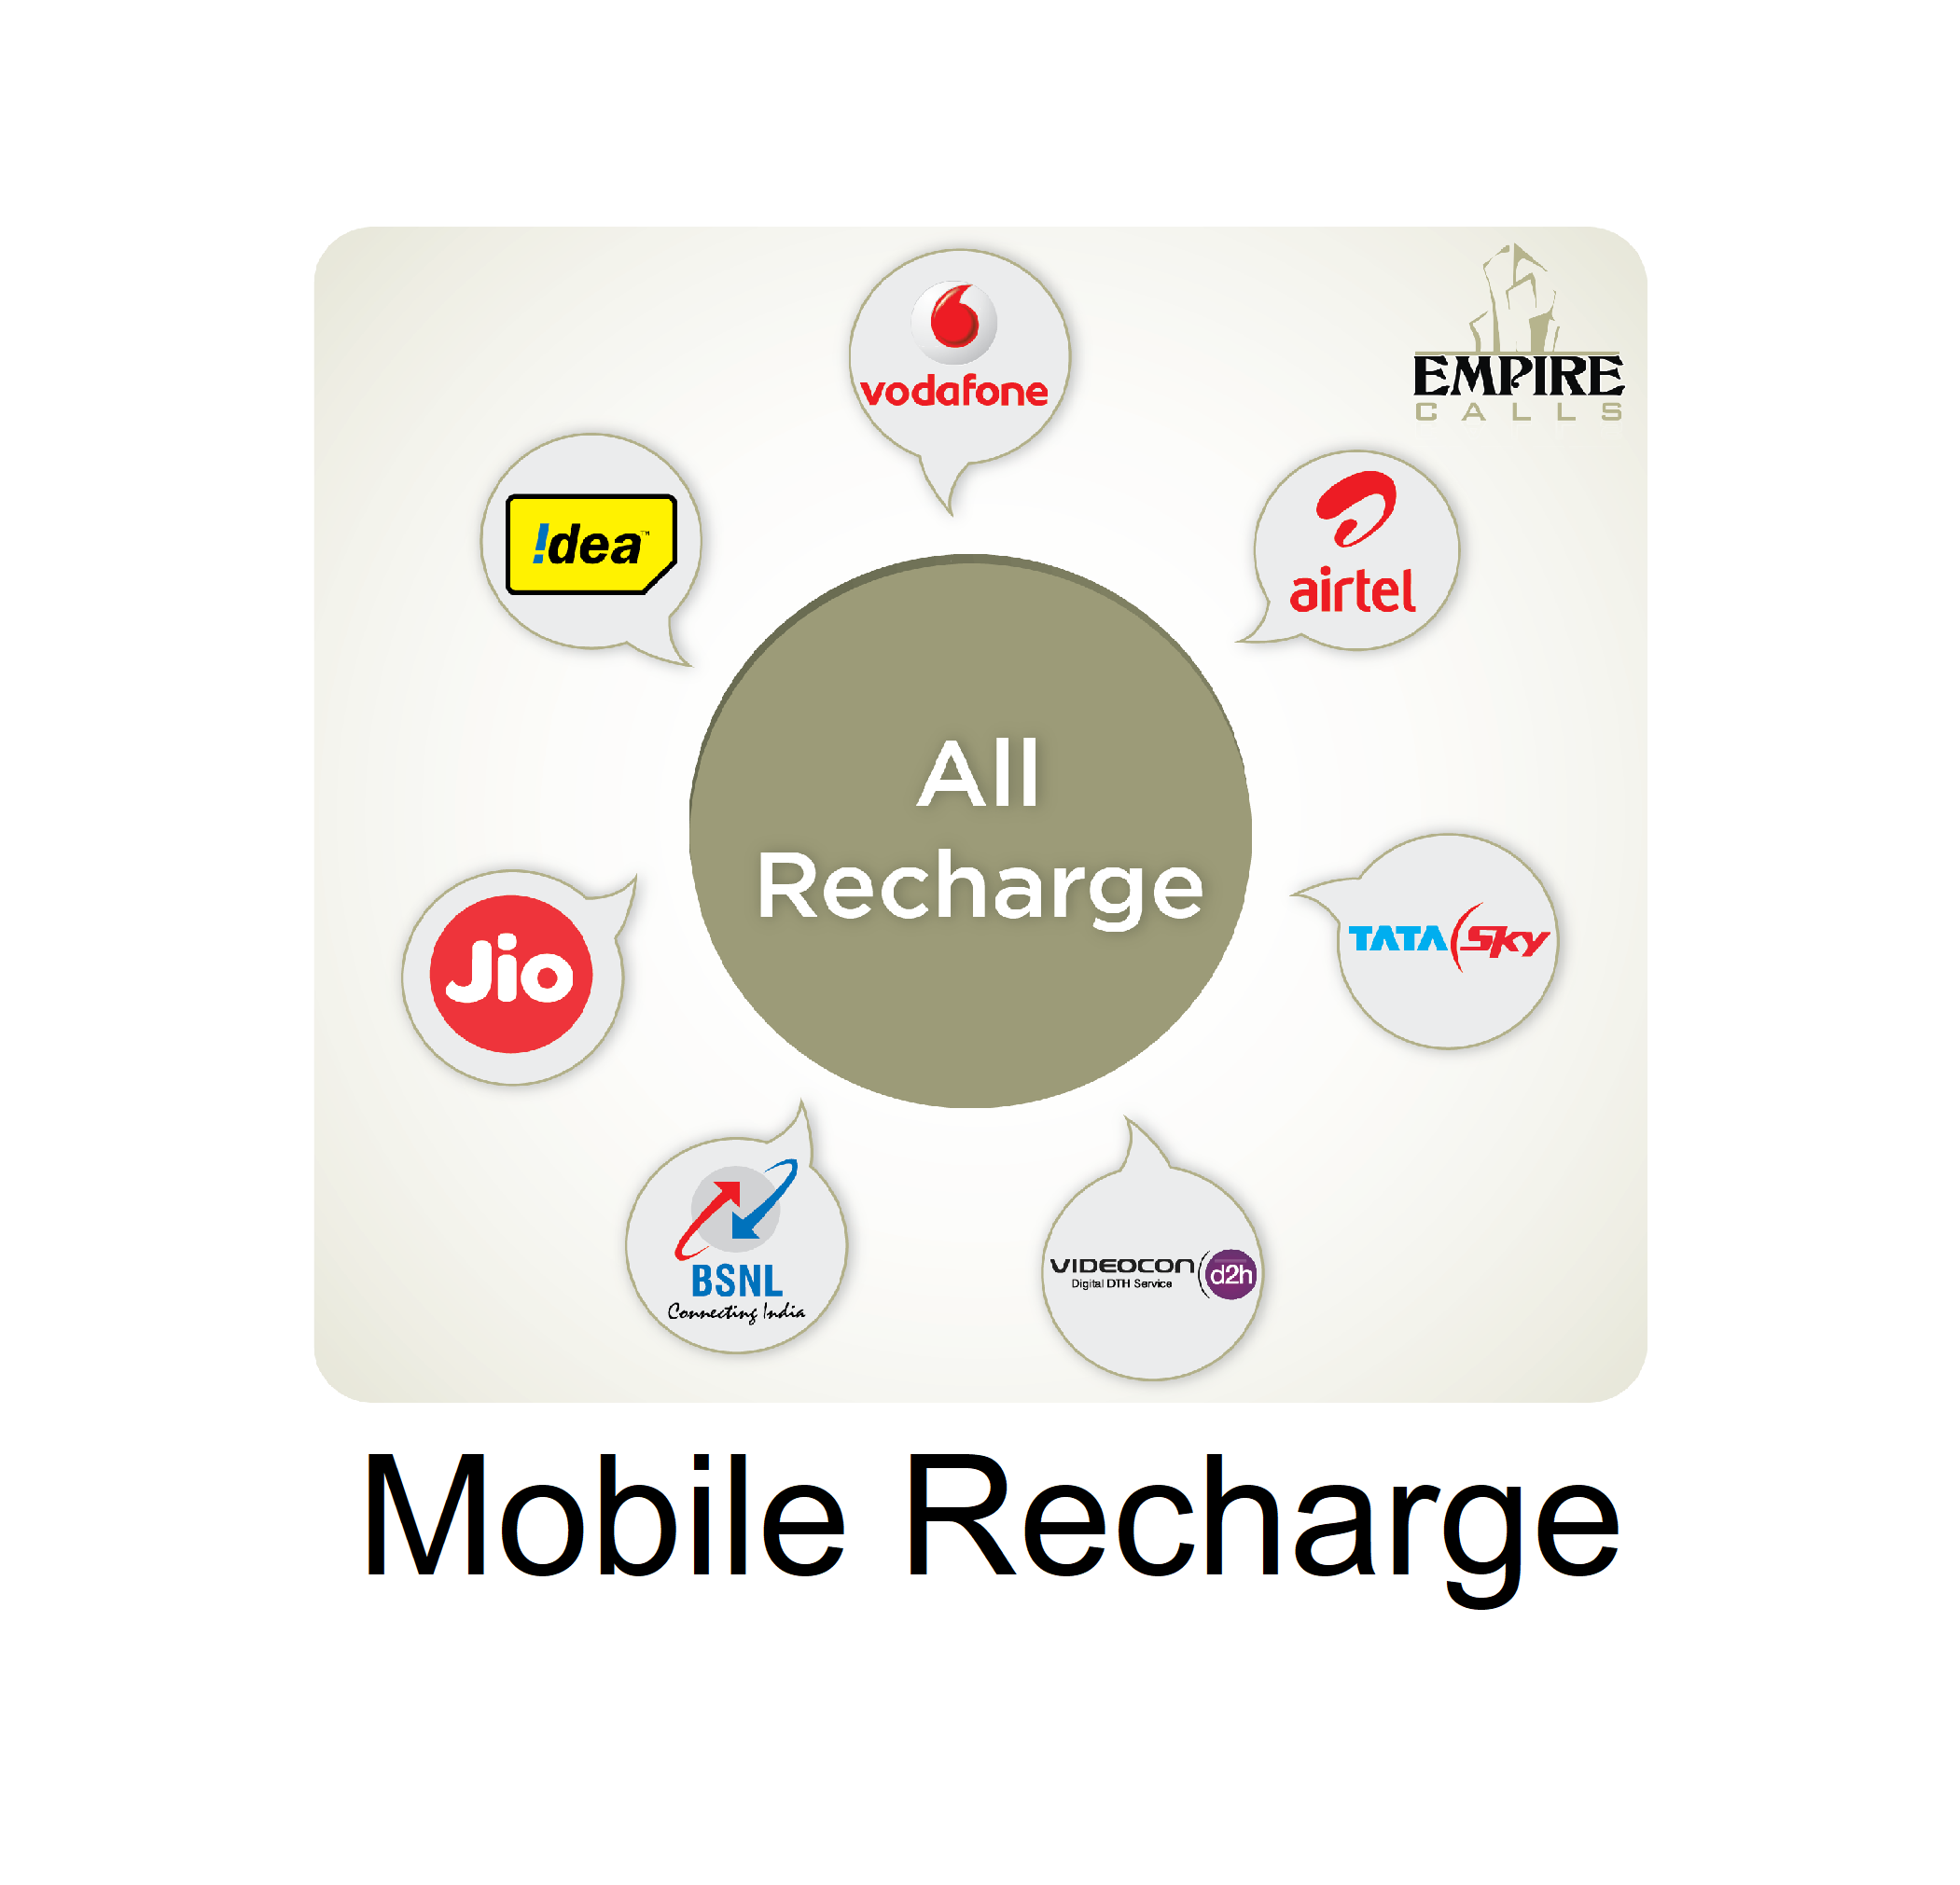 vodafone
EMPIRE
CALLS
!dea™
airtel
All
Recharge
Jio
TATA Sky
BSNL
Connecting India
VIDEOCON d2h
Digital DTH Service
Mobile Recharge